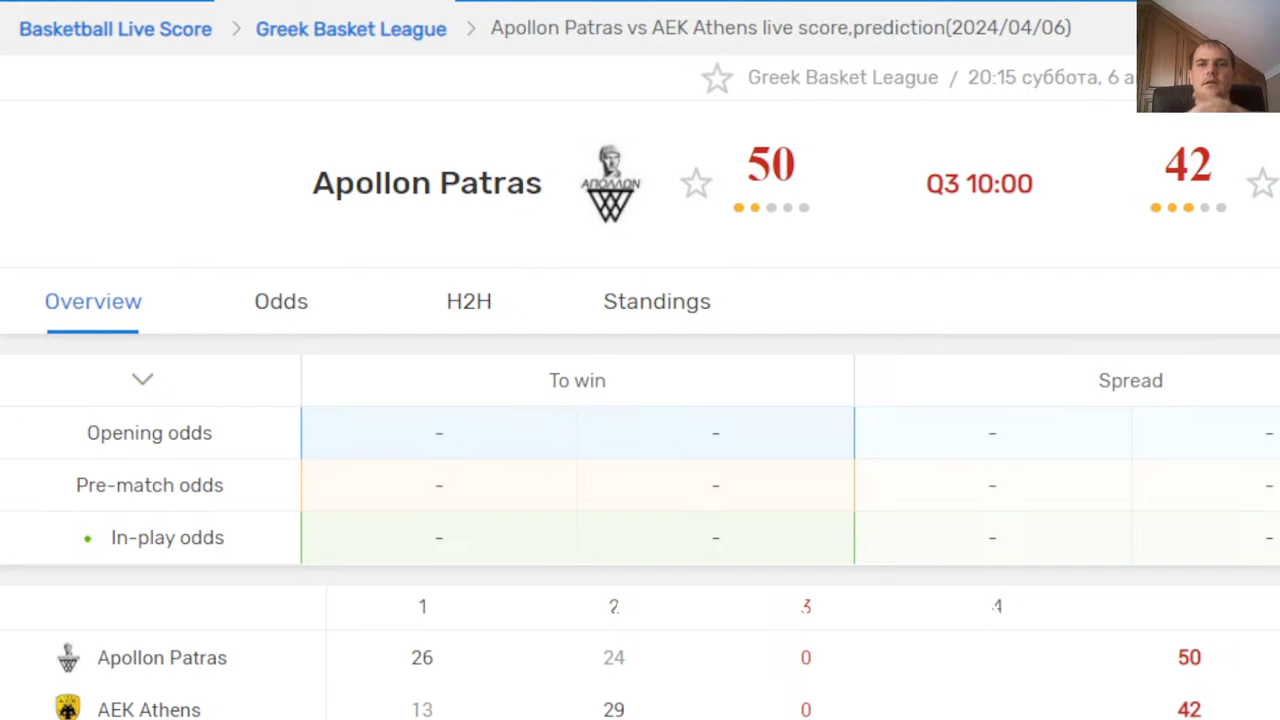 Basketball Live Score > Greek Basket League > Apollon Patras vs AEK Athens live score,prediction(2024/04/06)
Greek Basket League / 20:15 суббота, 6
Apollon Patras ΑΠΟΛΛΩΝ 50 Q3 10:00 42
Overview Odds H2H Standings
To win Spread
Opening odds - - - -
Pre-match odds - - - -
In-play odds - - - -
1 2 3 4
Apollon Patras 26 24 0 50
AEK Athens 13 29 0 42